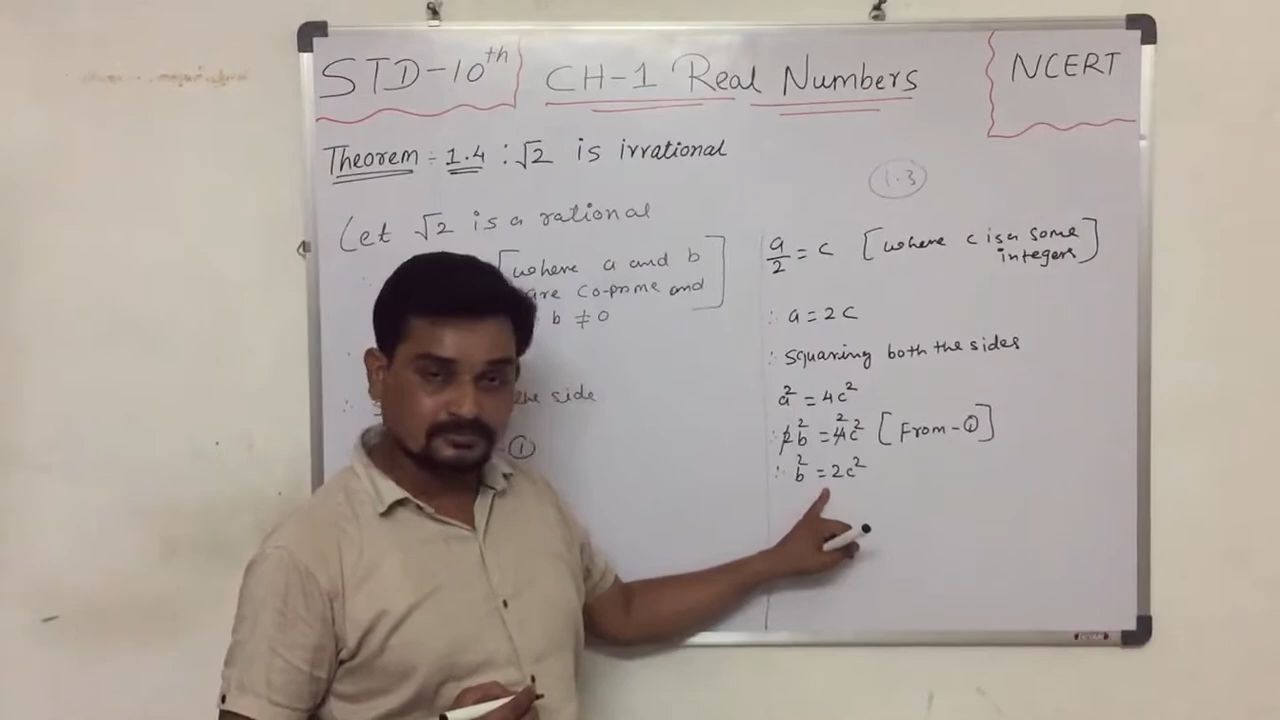 STD-10th
CH-1 Real Numbers
NCERT
Theorem ÷ 1.4 : √2 is irrational
1.3
Let √2 is a rational
[where a and b
are co-prime and]
b ≠ 0
the side
①
a/2 = c [where c is a some
integers]
∴ a = 2c
∴ squaring both the sides
a² = 4c²
∴ 2b² = 4²c² [From-①]
∴ b² = 2c²